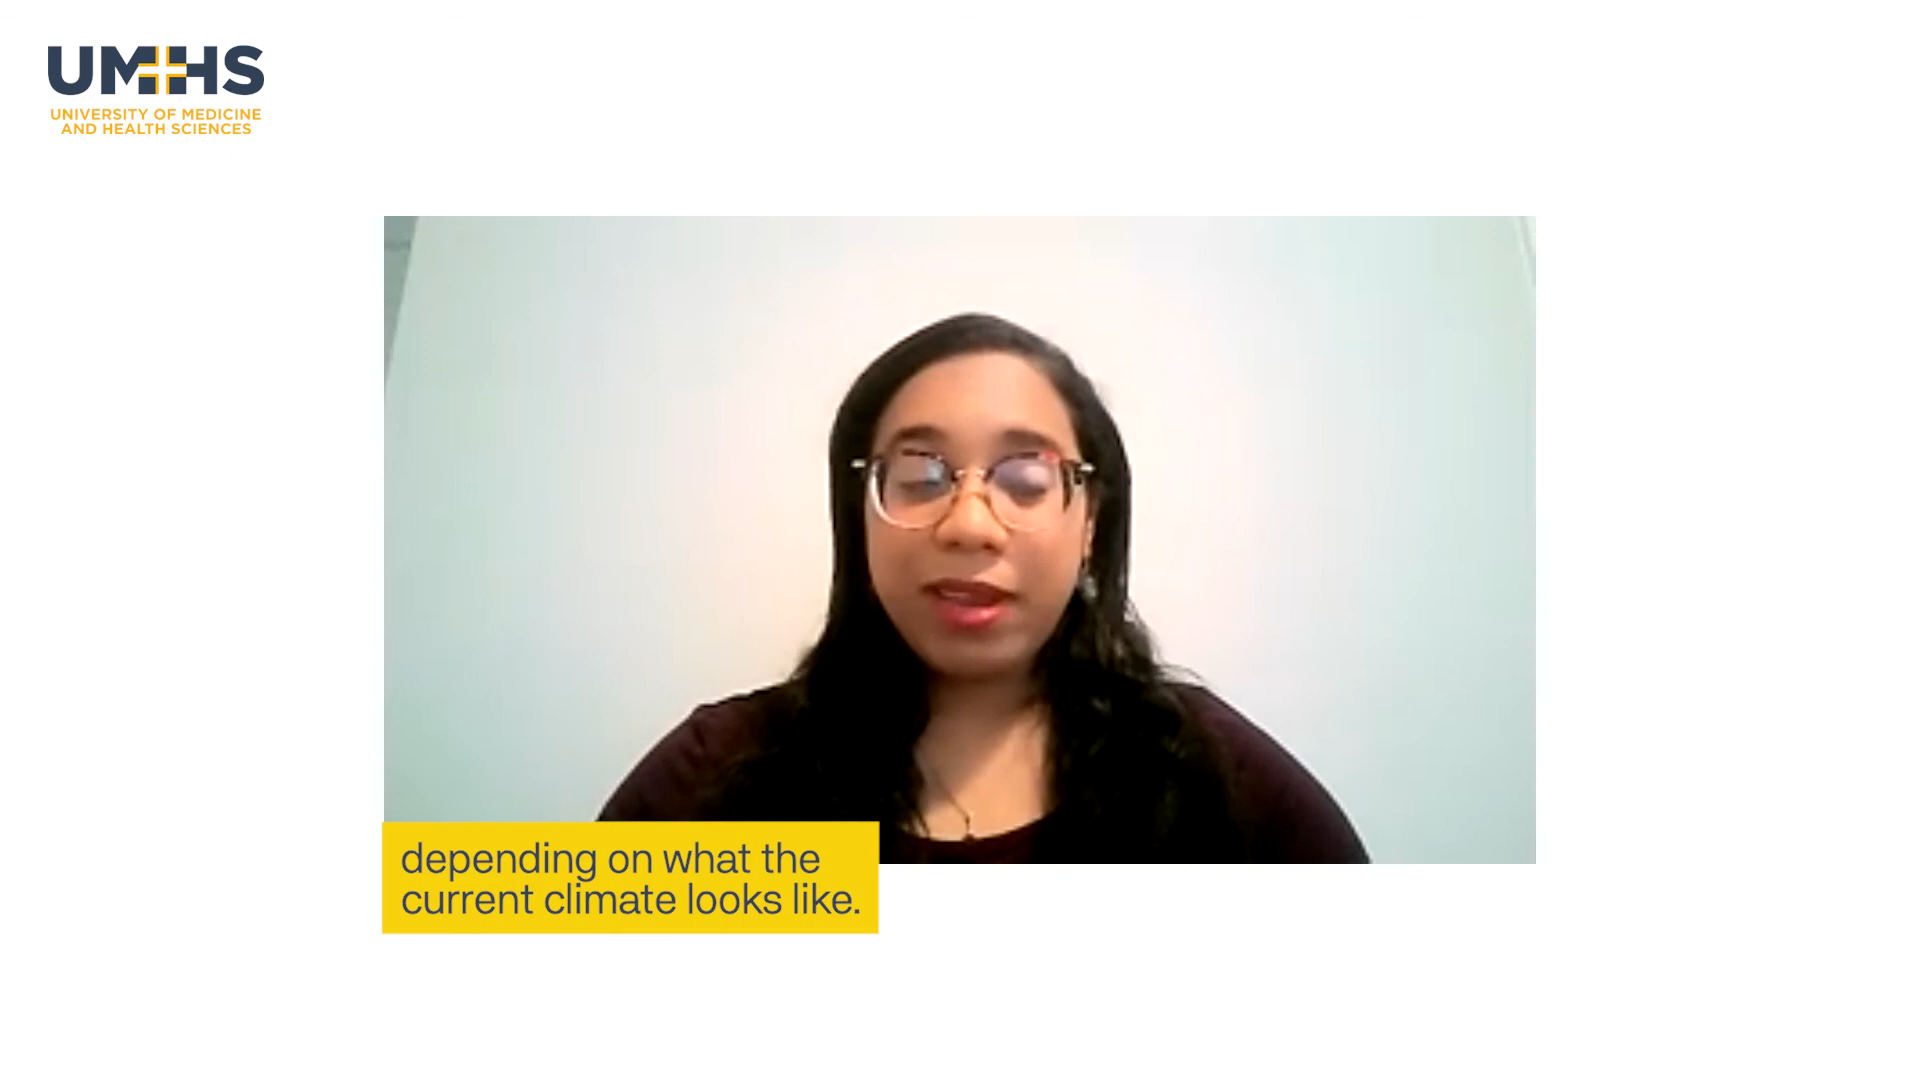 UMHS
UNIVERSITY OF MEDICINE
AND HEALTH SCIENCES
depending on what the
current climate looks like.